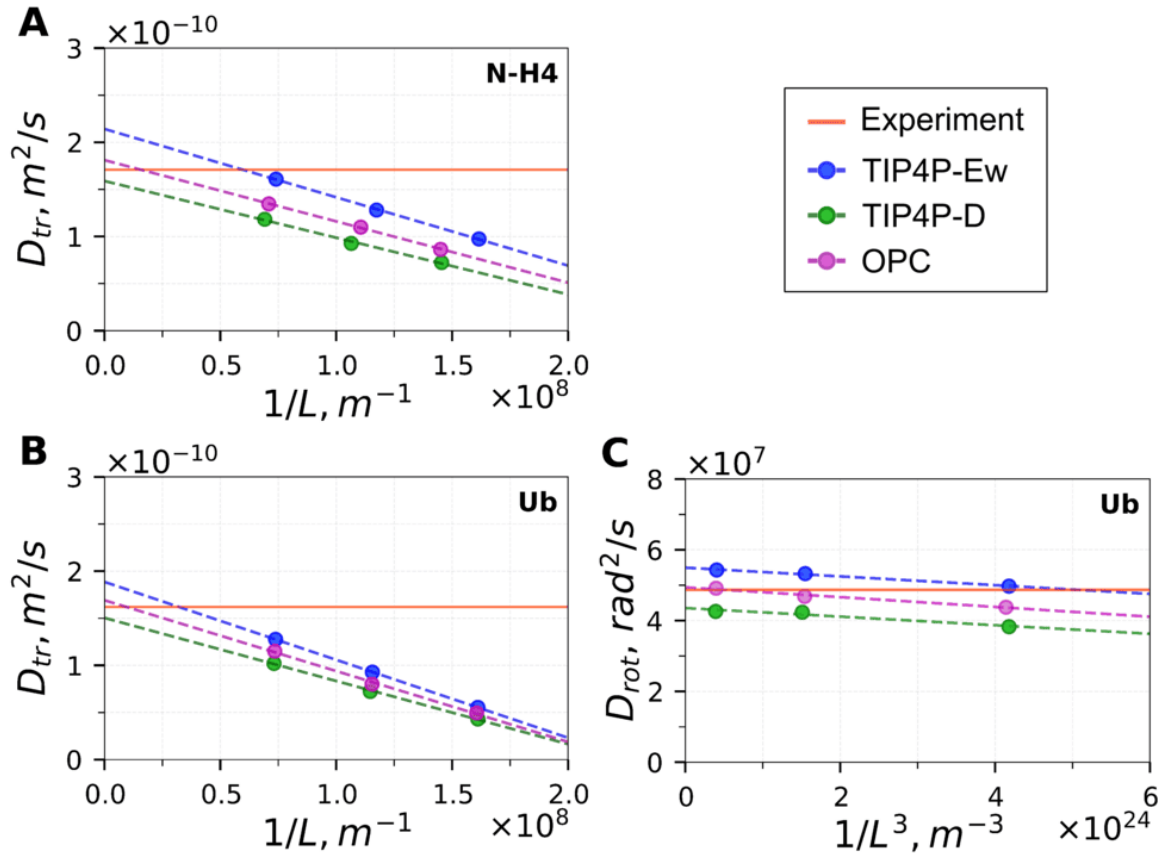 A
×10⁻¹⁰
N-H4
3
2
1
0
D_tr, m²/s
0.0 0.5 1.0 1.5 2.0
1/L, m⁻¹ ×10⁸
Experiment
TIP4P-Ew
TIP4P-D
OPC
B
×10⁻¹⁰
Ub
3
2
1
0
D_tr, m²/s
0.0 0.5 1.0 1.5 2.0
1/L, m⁻¹ ×10⁸
C
×10⁷
Ub
8
6
4
2
0
D_rot, rad²/s
0 2 4 6
1/L³, m⁻³ ×10²⁴